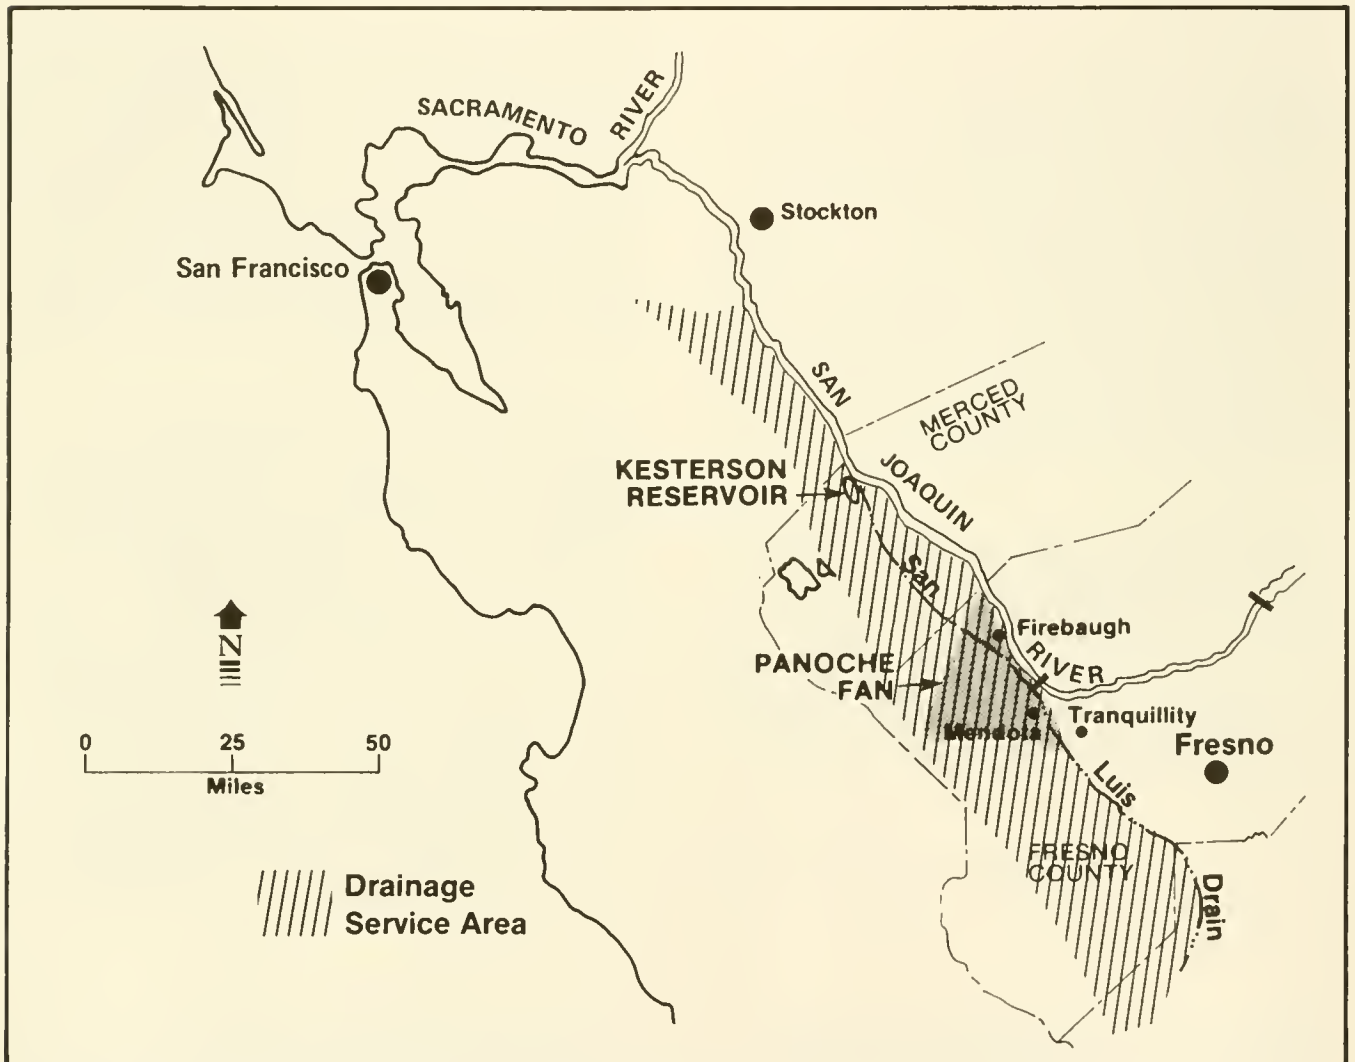 SACRAMENTO RIVER
Stockton
San Francisco
SAN JOAQUIN RIVER
MERCED
COUNTY
KESTERSON
RESERVOIR
San Luis Drain
Firebaugh
PANOCHE
FAN
Tranquillity
Mendota
Fresno
N
0 25 50
Miles
FRESNO
COUNTY
Drainage
Service Area